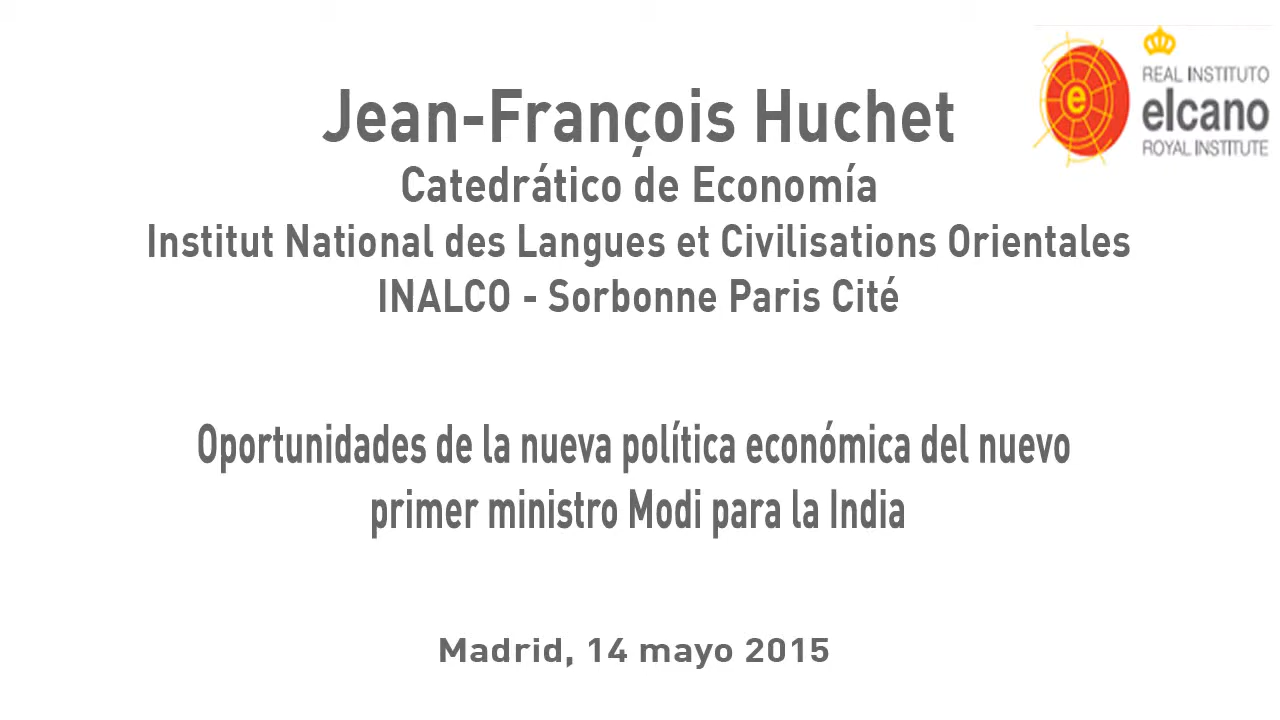 Jean-François Huchet
Catedrático de Economía
Institut National des Langues et Civilisations Orientales
INALCO - Sorbonne Paris Cité
Oportunidades de la nueva política económica del nuevo
primer ministro Modi para la India
Madrid, 14 mayo 2015
e
REAL INSTITUTO
elcano
ROYAL INSTITUTE